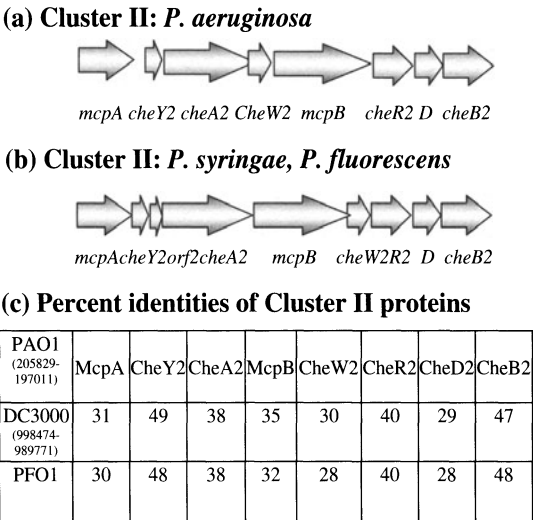 (a) Cluster II: P. aeruginosa
mcpA cheY2 cheA2 CheW2 mcpB cheR2 D cheB2
(b) Cluster II: P. syringae, P. fluorescens
mcpAcheY2orf2cheA2 mcpB cheW2R2 D cheB2
(c) Percent identities of Cluster II proteins
PAO1
(205829-
197011)
McpA CheY2 CheA2 McpB CheW2 CheR2 CheD2 CheB2
DC3000 31 49 38 35 30 40 29 47
(998474-
989771)
PFO1 30 48 38 32 28 40 28 48